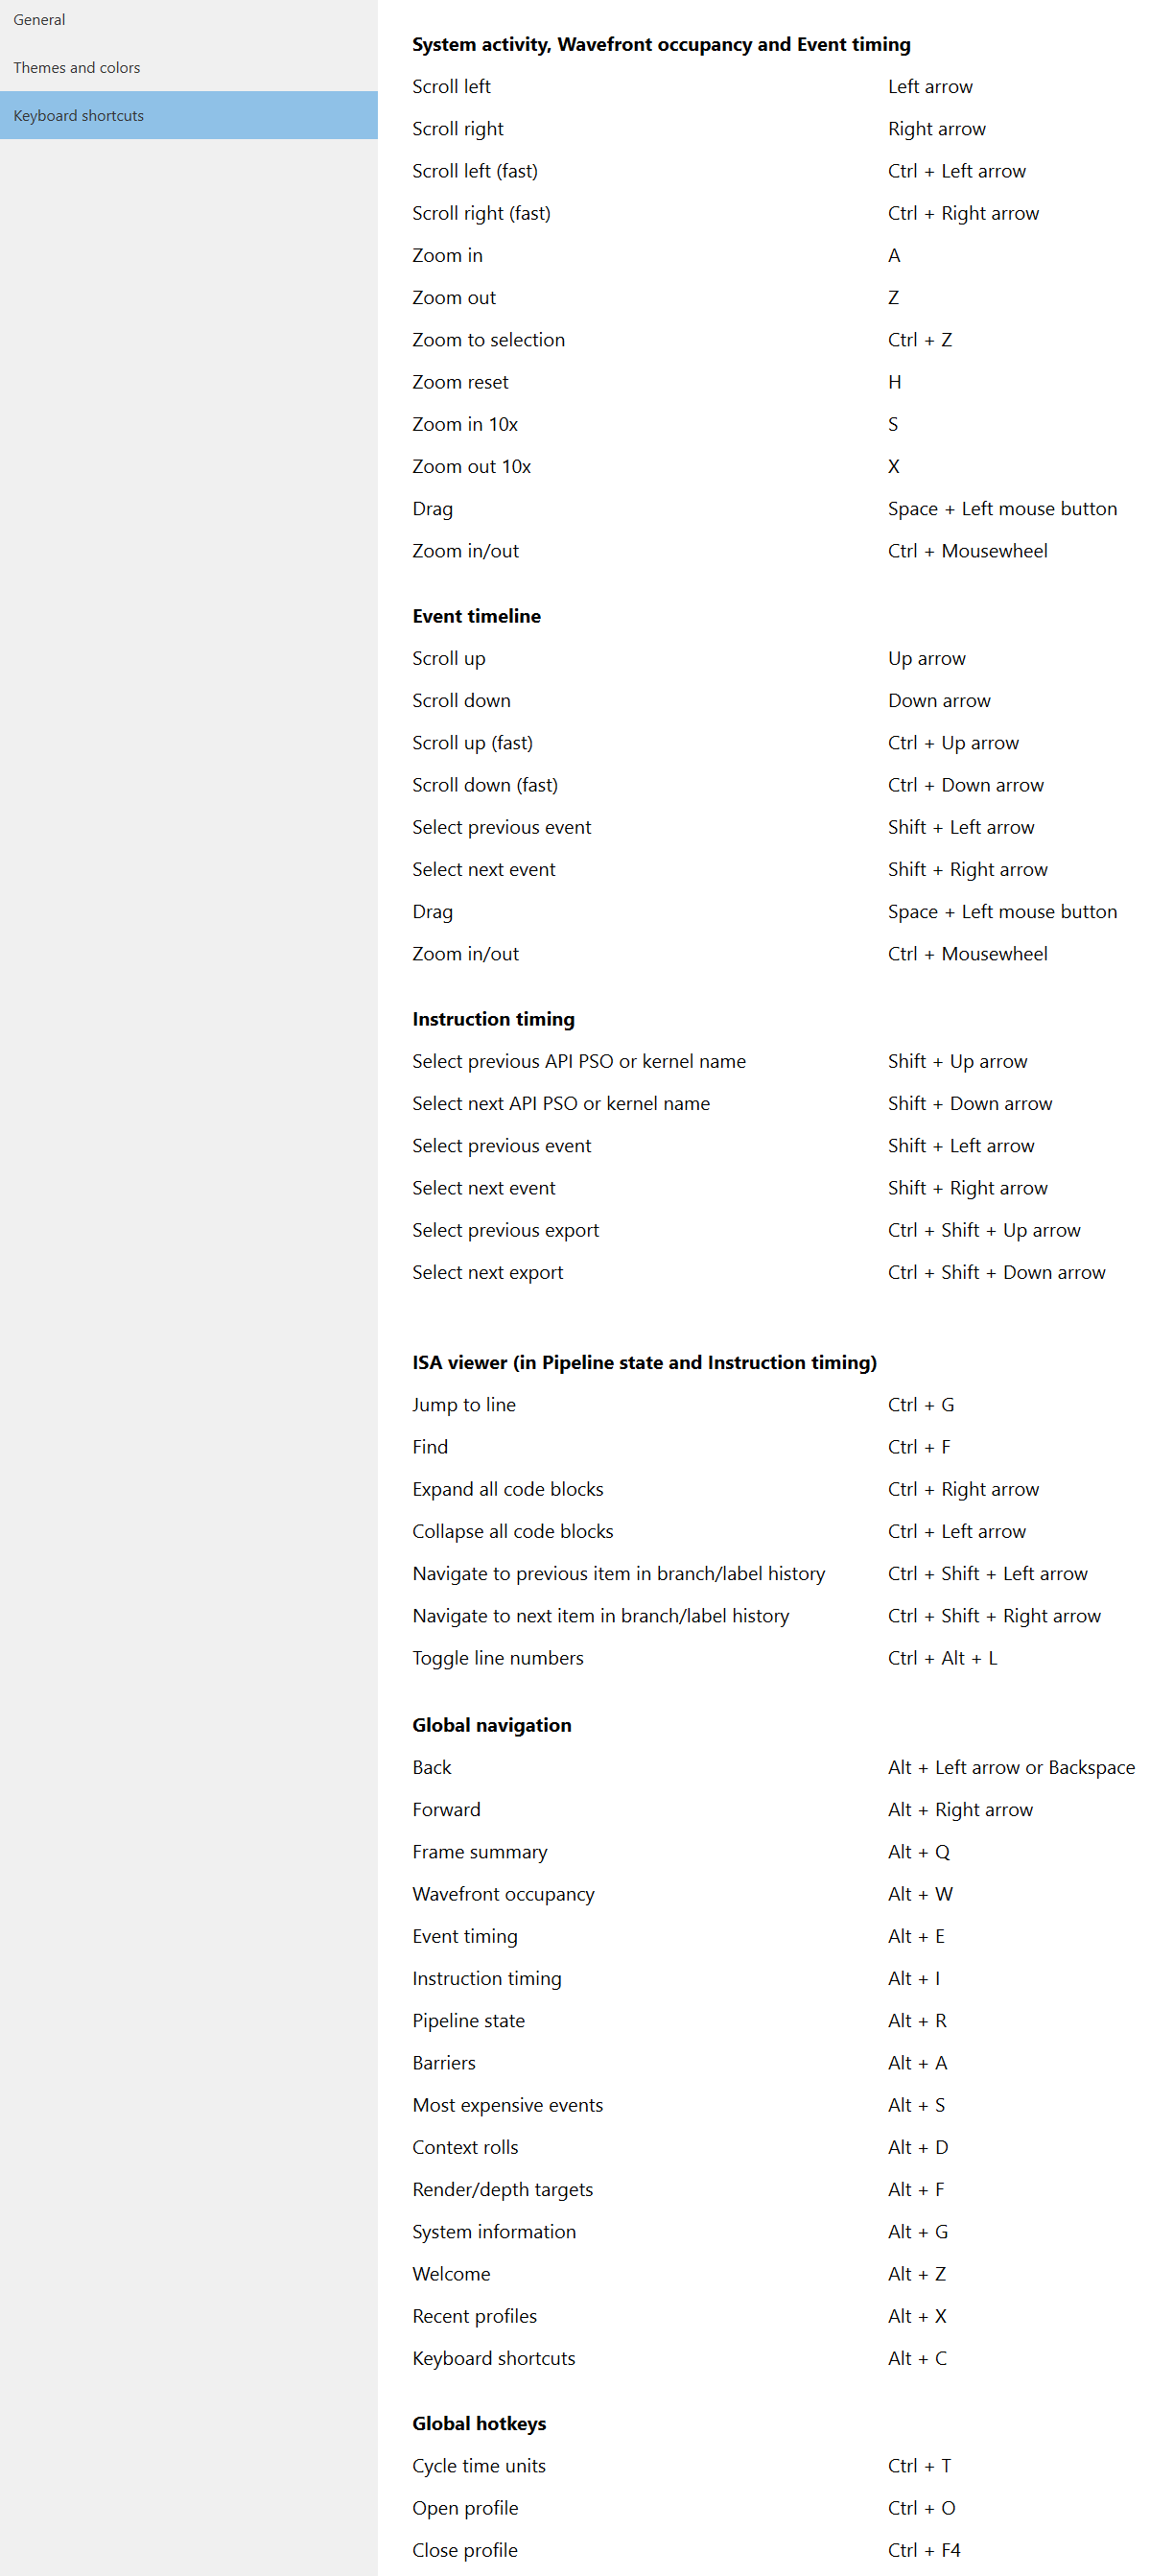 General
Themes and colors
Keyboard shortcuts
System activity, Wavefront occupancy and Event timing
Scroll left Left arrow
Scroll right Right arrow
Scroll left (fast) Ctrl + Left arrow
Scroll right (fast) Ctrl + Right arrow
Zoom in A
Zoom out Z
Zoom to selection Ctrl + Z
Zoom reset H
Zoom in 10x S
Zoom out 10x X
Drag Space + Left mouse button
Zoom in/out Ctrl + Mousewheel
Event timeline
Scroll up Up arrow
Scroll down Down arrow
Scroll up (fast) Ctrl + Up arrow
Scroll down (fast) Ctrl + Down arrow
Select previous event Shift + Left arrow
Select next event Shift + Right arrow
Drag Space + Left mouse button
Zoom in/out Ctrl + Mousewheel
Instruction timing
Select previous API PSO or kernel name Shift + Up arrow
Select next API PSO or kernel name Shift + Down arrow
Select previous event Shift + Left arrow
Select next event Shift + Right arrow
Select previous export Ctrl + Shift + Up arrow
Select next export Ctrl + Shift + Down arrow
ISA viewer (in Pipeline state and Instruction timing)
Jump to line Ctrl + G
Find Ctrl + F
Expand all code blocks Ctrl + Right arrow
Collapse all code blocks Ctrl + Left arrow
Navigate to previous item in branch/label history Ctrl + Shift + Left arrow
Navigate to next item in branch/label history Ctrl + Shift + Right arrow
Toggle line numbers Ctrl + Alt + L
Global navigation
Back Alt + Left arrow or Backspace
Forward Alt + Right arrow
Frame summary Alt + Q
Wavefront occupancy Alt + W
Event timing Alt + E
Instruction timing Alt + I
Pipeline state Alt + R
Barriers Alt + A
Most expensive events Alt + S
Context rolls Alt + D
Render/depth targets Alt + F
System information Alt + G
Welcome Alt + Z
Recent profiles Alt + X
Keyboard shortcuts Alt + C
Global hotkeys
Cycle time units Ctrl + T
Open profile Ctrl + O
Close profile Ctrl + F4